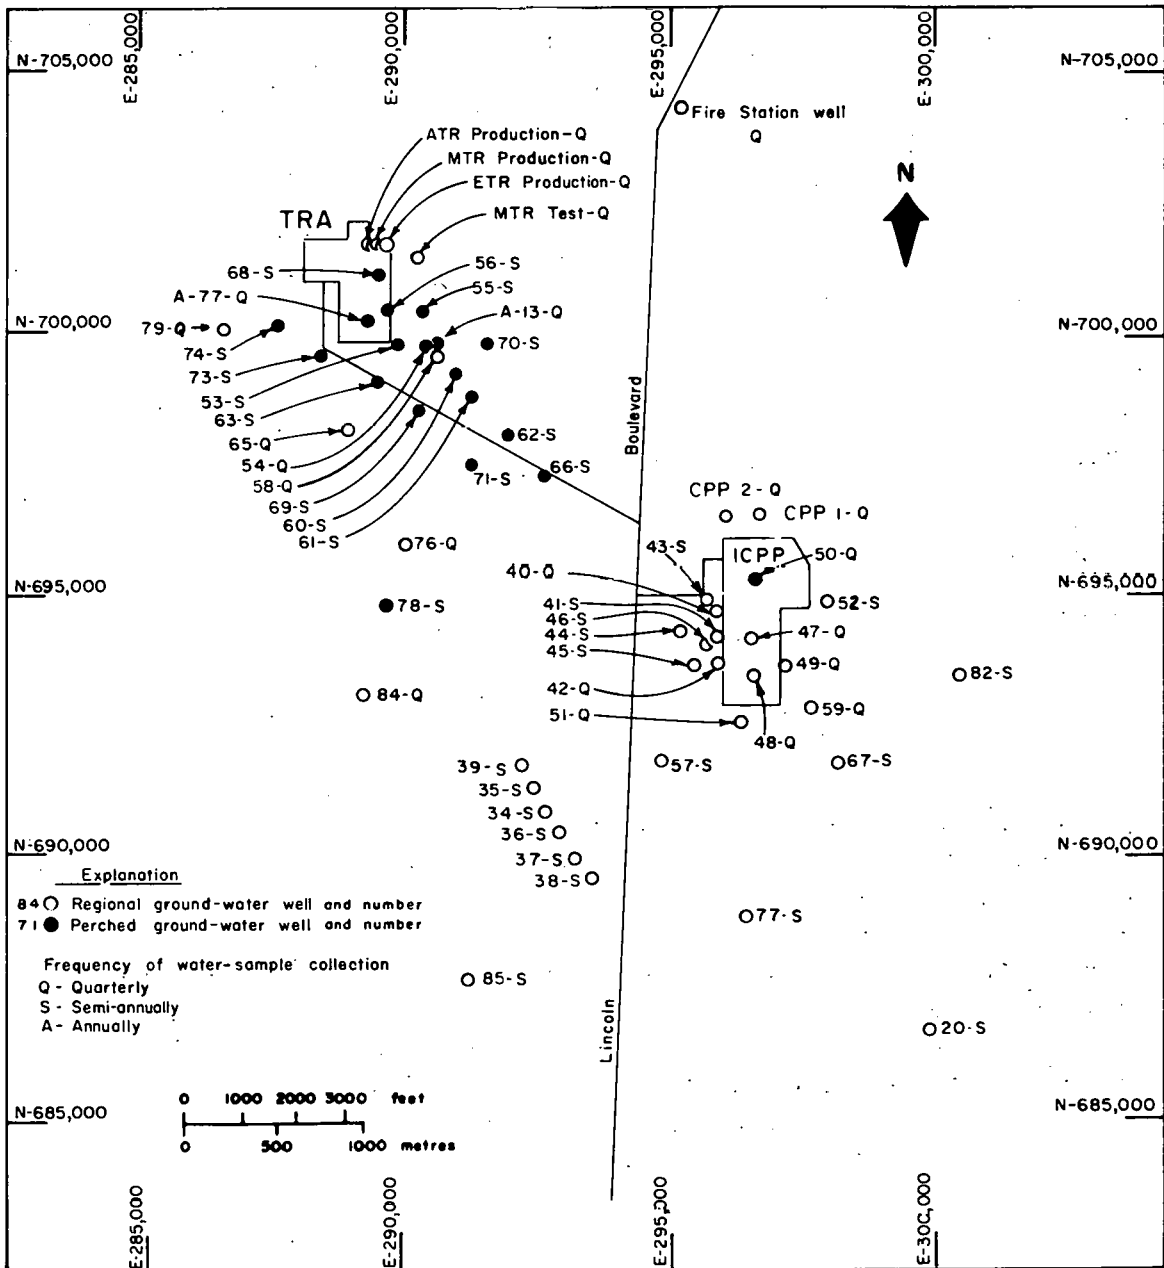 E-285,000
E-290,000
E-295,000
E-300,000
N-705,000
N-705,000
Fire Station well
Q
ATR Production-Q
MTR Production-Q
ETR Production-Q
MTR Test-Q
N
TRA
68-S
56-S
55-S
A-77-Q
A-13-Q
N-700,000
N-700,000
79-Q
74-S
70-S
73-S
53-S
63-S
65-Q
54-Q
58-Q
69-S
60-S
61-S
62-S
71-S
66-S
Boulevard
CPP 2-Q
CPP 1-Q
76-Q
43-S
ICPP
50-Q
40-Q
N-695,000
N-695,000
78-S
41-S
46-S
44-S
45-S
52-S
47-Q
49-Q
82-S
84-Q
42-Q
51-Q
59-Q
48-Q
39-S
57-S
67-S
35-S
34-S
36-S
N-690,000
N-690,000
37-S
38-S
Explanation
84 Regional ground-water well and number
71 Perched ground-water well and number
77-S
Frequency of water-sample collection
Q - Quarterly
S - Semi-annually
A - Annually
85-S
20-S
Lincoln
0 1000 2000 3000 feet
0 500 1000 metres
N-685,000
N-685,000
E-285,000
E-290,000
E-295,000
E-300,000